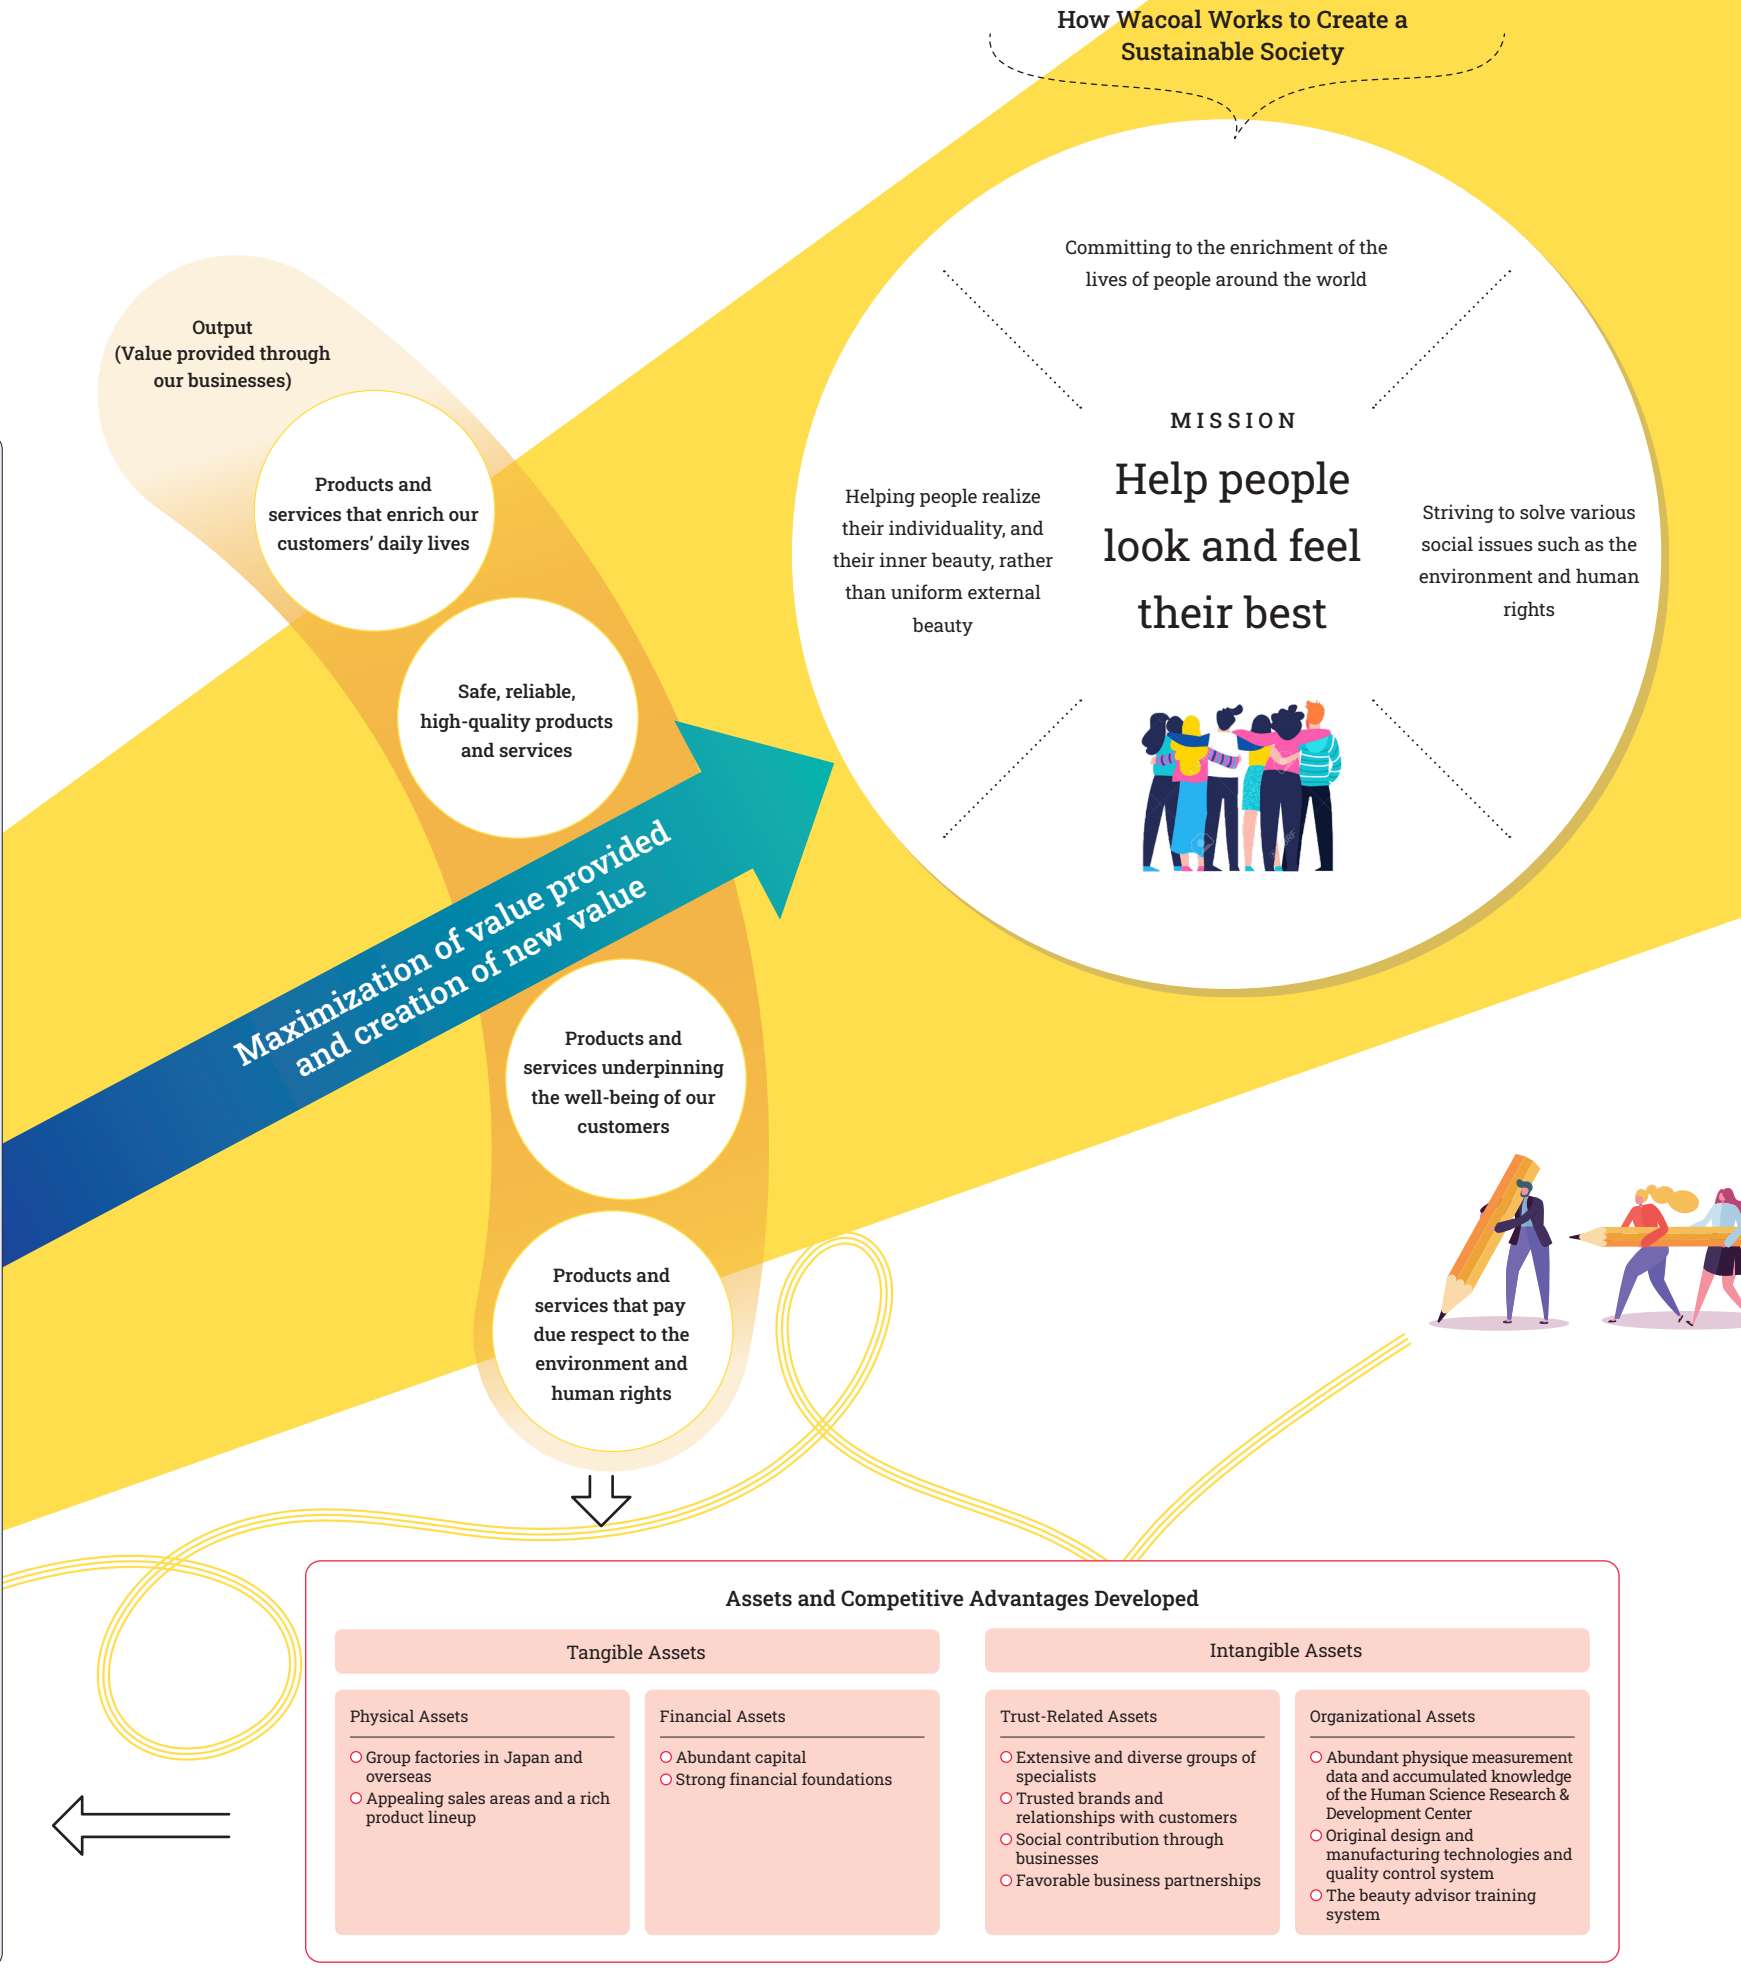 How Wacoal Works to Create a
Sustainable Society
Committing to the enrichment of the
lives of people around the world
Output
(Value provided through
our businesses)
Products and
services that enrich our
customers’ daily lives
Safe, reliable,
high-quality products
and services
Maximization of value provided
and creation of new value
Products and
services underpinning
the well-being of our
customers
Products and
services that pay
due respect to the
environment and
human rights
Helping people realize
their individuality, and
their inner beauty, rather
than uniform external
beauty
MISSION
Help people
look and feel
their best
Striving to solve various
social issues such as the
environment and human
rights
Assets and Competitive Advantages Developed
Tangible Assets
Physical Assets
Group factories in Japan and
overseas
Appealing sales areas and a rich
product lineup
Financial Assets
Abundant capital
Strong financial foundations
Intangible Assets
Trust-Related Assets
Extensive and diverse groups of
specialists
Trusted brands and
relationships with customers
Social contribution through
businesses
Favorable business partnerships
Organizational Assets
Abundant physique measurement
data and accumulated knowledge
of the Human Science Research &
Development Center
Original design and
manufacturing technologies and
quality control system
The beauty advisor training
system